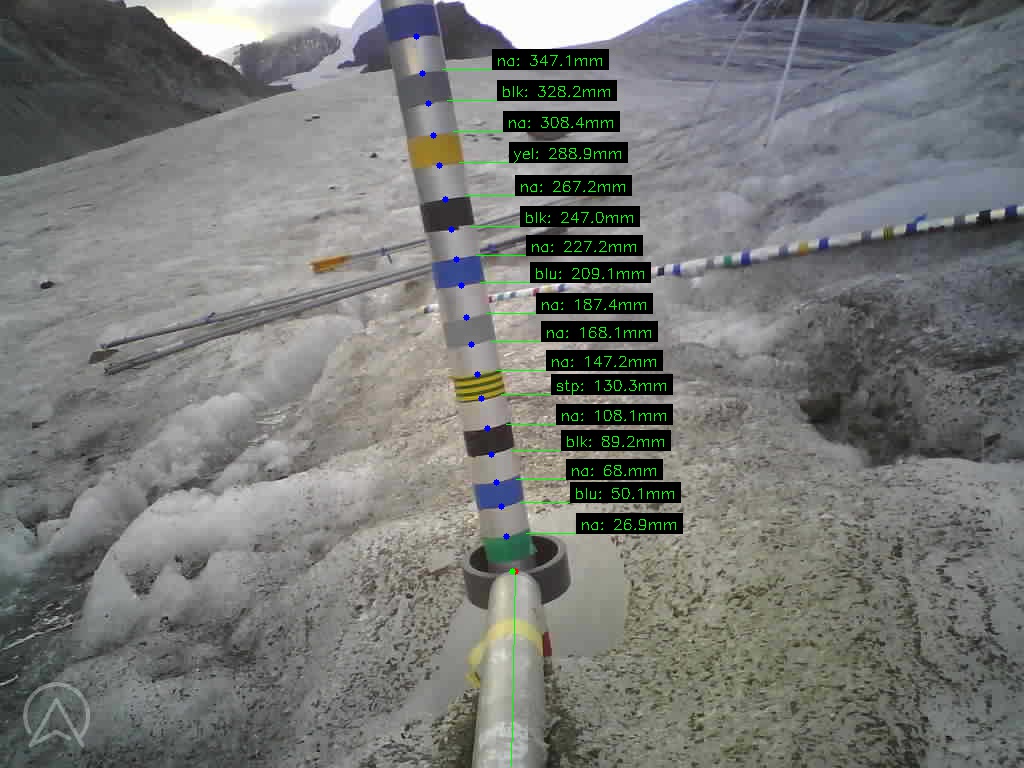 na: 347.1mm
blk: 328.2mm
na: 308.4mm
yel: 288.9mm
na: 267.2mm
blk: 247.0mm
na: 227.2mm
blu: 209.1mm
na: 187.4mm
na: 168.1mm
na: 147.2mm
stp: 130.3mm
na: 108.1mm
blk: 89.2mm
na: 68.mm
blu: 50.1mm
na: 26.9mm